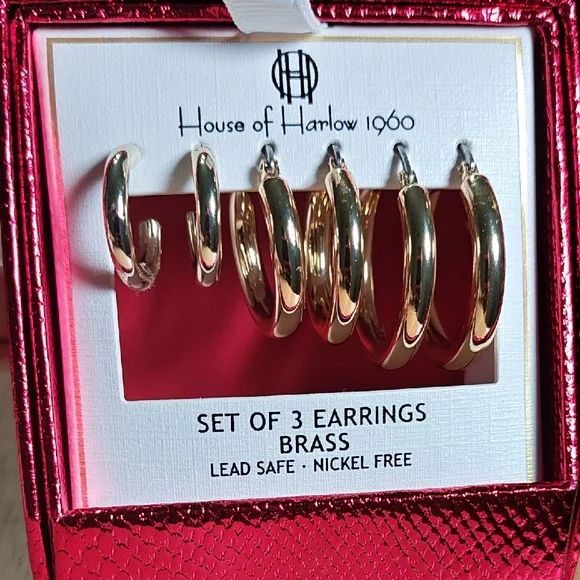 House of Harlow 1960
SET OF 3 EARRINGS
BRASS
LEAD SAFE · NICKEL FREE